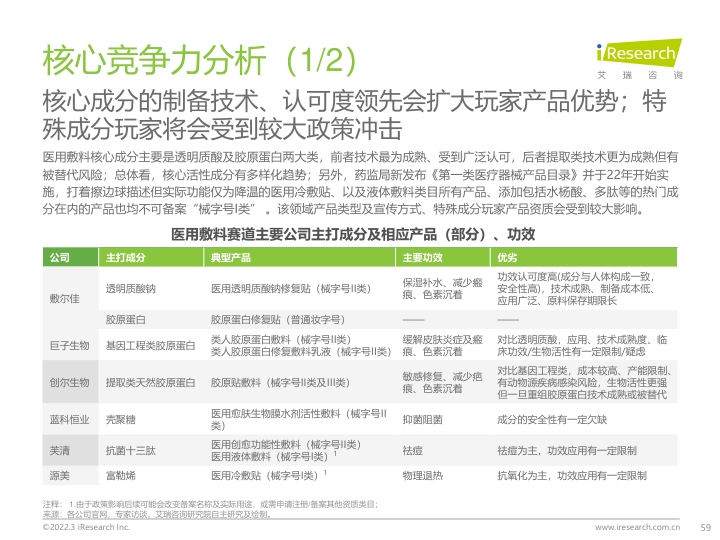 核心竞争力分析（1/2）
iResearch
艾 瑞 咨 询
核心成分的制备技术、认可度领先会扩大玩家产品优势；特
殊成分玩家将会受到较大政策冲击
医用敷料核心成分主要是透明质酸及胶原蛋白两大类，前者技术最为成熟、受到广泛认可，后者提取类技术更为成熟但有
被替代风险；总体看，核心活性成分有多样化趋势；另外，药监局新发布《第一类医疗器械产品目录》并于22年开始实
施，打着擦边球描述但实际功能仅为降温的医用冷敷贴、以及液体敷料类目所有产品、添加包括水杨酸、多肽等的热门成
分在内的产品也均不可备案“械字号I类” 。该领域产品类型及宣传方式、特殊成分玩家产品资质会受到较大影响。
医用敷料赛道主要公司主打成分及相应产品（部分）、功效
公司 主打成分 典型产品 主要功效 优劣
敷尔佳 透明质酸钠 医用透明质酸钠修复贴（械字号II类） 保湿补水、减少瘢
痕、色素沉着 功效认可度高(成分与人体构成一致，
安全性高)，技术成熟、制备成本低、
应用广泛、原料保存期限长
胶原蛋白 胶原蛋白修复贴（普通妆字号） —— ——
巨子生物 基因工程类胶原蛋白 类人胶原蛋白敷料（械字号II类）
类人胶原蛋白修复敷料乳液（械字号II类） 缓解皮肤炎症及瘢
痕、色素沉着 对比透明质酸，应用、技术成熟度、临
床功效/生物活性有一定限制/疑虑
创尔生物 提取类天然胶原蛋白 胶原贴敷料（械字号II类及III类） 敏感修复、减少疤
痕、色素沉着 对比基因工程类，成本较高、产能限制、
有动物源疾病感染风险，生物活性更强
但一旦重组胶原蛋白技术成熟或被替代
蓝科恒业 壳聚糖 医用愈肤生物膜水剂活性敷料（械字号II
类） 抑菌阻菌 成分的安全性有一定欠缺
芙清 抗菌十三肽 医用创愈功能性敷料（械字号II类）
医用液体敷料（械字号I类）1 祛痘 祛痘为主，功效应用有一定限制
源美 富勒烯 医用冷敷贴（械字号I类）1 物理退热 抗氧化为主，功效应用有一定限制
注释： 1.由于政策影响后续可能会改变备案名称及实际用途，或需申请注册/备案其他资质类目；
来源：各公司官网，专家访谈，艾瑞咨询研究院自主研究及绘制。
©2022.3 iResearch Inc.
www.iresearch.com.cn
59